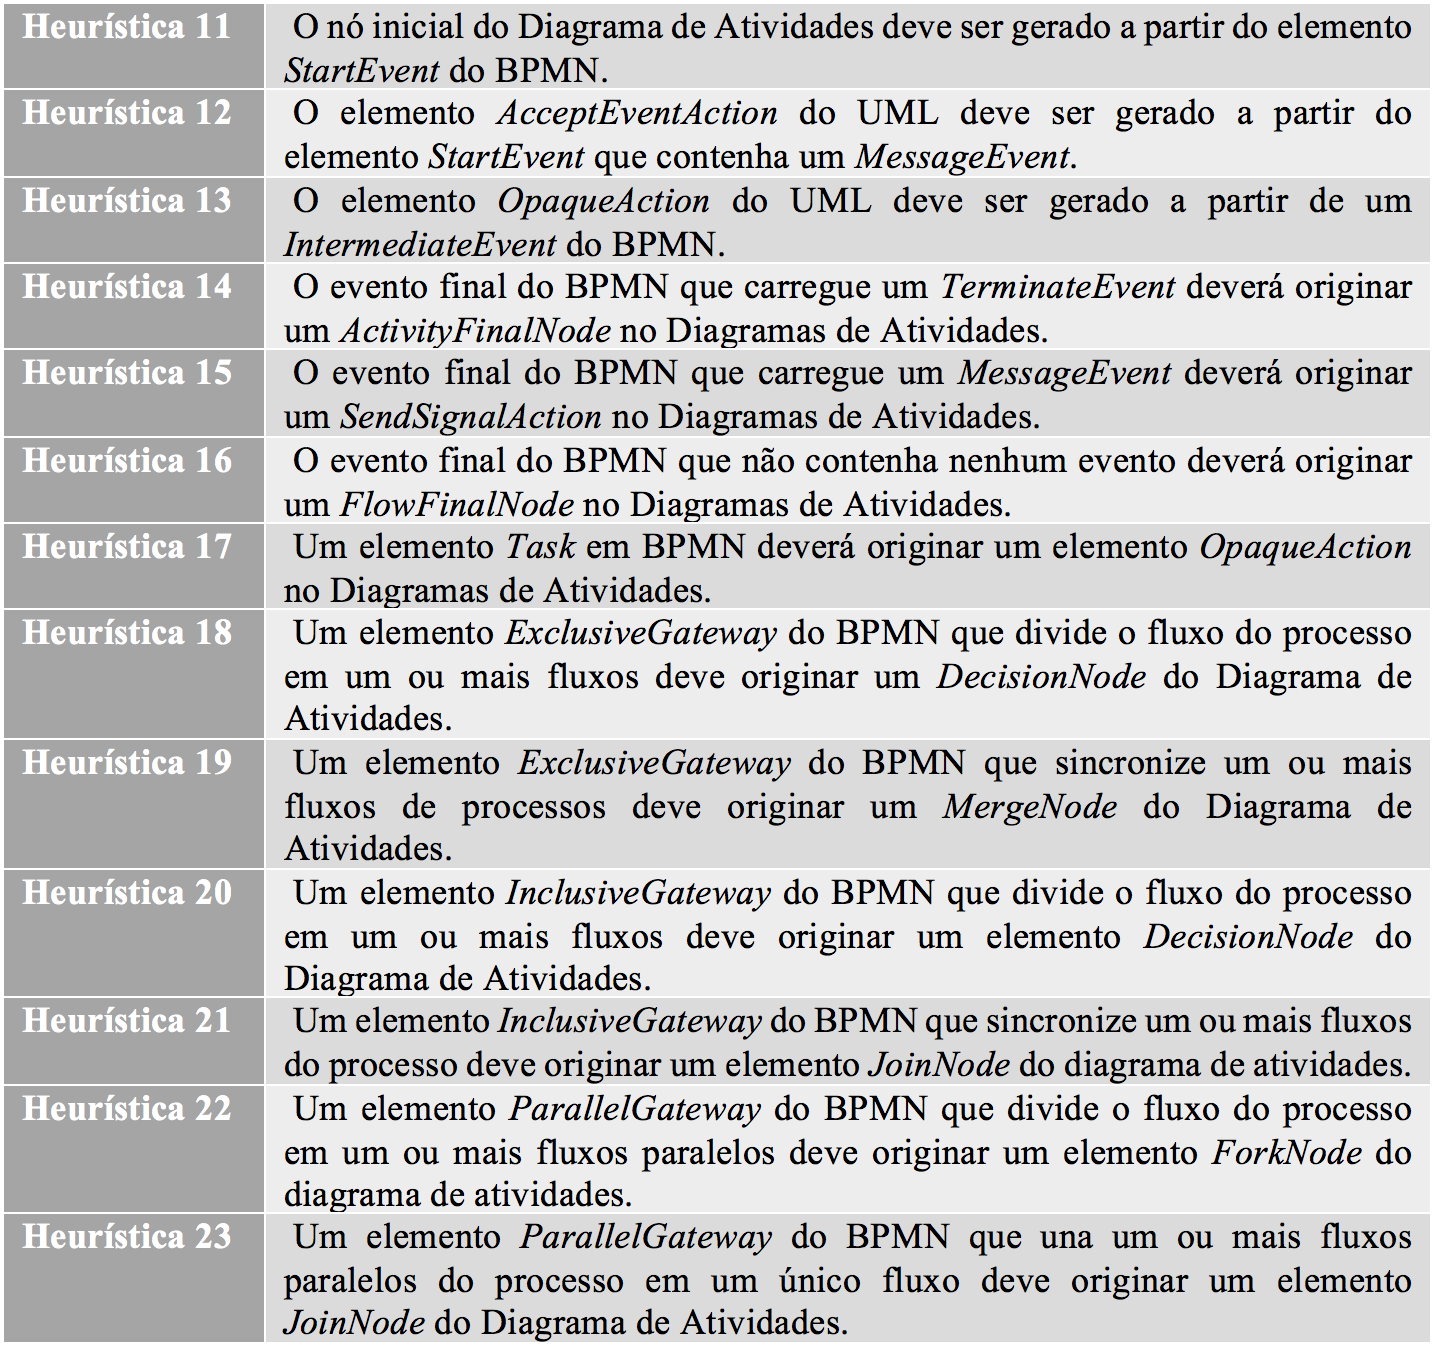 Heurística 11 O nó inicial do Diagrama de Atividades deve ser gerado a partir do elemento
StartEvent do BPMN.
Heurística 12 O elemento AcceptEventAction do UML deve ser gerado a partir do
elemento StartEvent que contenha um MessageEvent.
Heurística 13 O elemento OpaqueAction do UML deve ser gerado a partir de um
IntermediateEvent do BPMN.
Heurística 14 O evento final do BPMN que carregue um TerminateEvent deverá originar
um ActivityFinalNode no Diagramas de Atividades.
Heurística 15 O evento final do BPMN que carregue um MessageEvent deverá originar
um SendSignalAction no Diagramas de Atividades.
Heurística 16 O evento final do BPMN que não contenha nenhum evento deverá originar
um FlowFinalNode no Diagramas de Atividades.
Heurística 17 Um elemento Task em BPMN deverá originar um elemento OpaqueAction
no Diagramas de Atividades.
Heurística 18 Um elemento ExclusiveGateway do BPMN que divide o fluxo do processo
em um ou mais fluxos deve originar um DecisionNode do Diagrama de
Atividades.
Heurística 19 Um elemento ExclusiveGateway do BPMN que sincronize um ou mais
fluxos de processos deve originar um MergeNode do Diagrama de
Atividades.
Heurística 20 Um elemento InclusiveGateway do BPMN que divide o fluxo do processo
em um ou mais fluxos deve originar um elemento DecisionNode do
Diagrama de Atividades.
Heurística 21 Um elemento InclusiveGateway do BPMN que sincronize um ou mais fluxos
do processo deve originar um elemento JoinNode do diagrama de atividades.
Heurística 22 Um elemento ParallelGateway do BPMN que divide o fluxo do processo
em um ou mais fluxos paralelos deve originar um elemento ForkNode do
diagrama de atividades.
Heurística 23 Um elemento ParallelGateway do BPMN que una um ou mais fluxos
paralelos do processo em um único fluxo deve originar um elemento
JoinNode do Diagrama de Atividades.